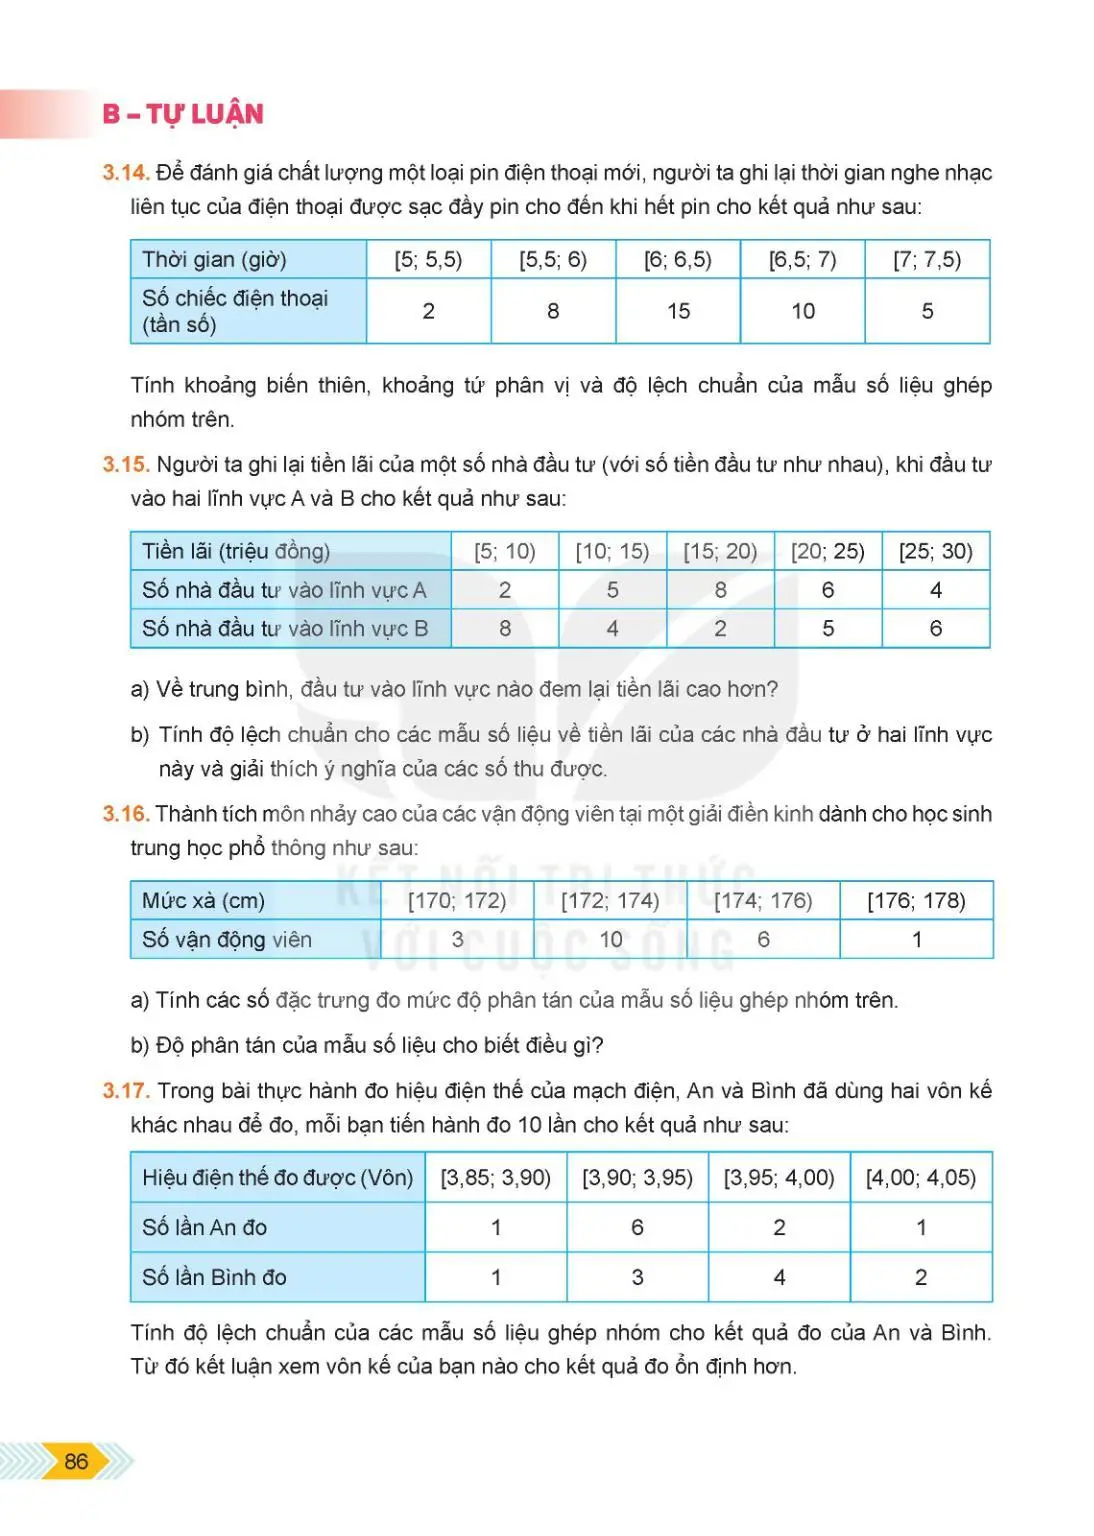 B – TỰ LUẬN
3.14. Để đánh giá chất lượng một loại pin điện thoại mới, người ta ghi lại thời gian nghe nhạc
liên tục của điện thoại được sạc đầy pin cho đến khi hết pin cho kết quả như sau:
Thời gian (giờ) [5; 5,5) [5,5; 6) [6; 6,5) [6,5; 7) [7; 7,5)
Số chiếc điện thoại
(tần số) 2 8 15 10 5
Tính khoảng biến thiên, khoảng tứ phân vị và độ lệch chuẩn của mẫu số liệu ghép
nhóm trên.
3.15. Người ta ghi lại tiền lãi của một số nhà đầu tư (với số tiền đầu tư như nhau), khi đầu tư
vào hai lĩnh vực A và B cho kết quả như sau:
Tiền lãi (triệu đồng) [5; 10) [10; 15) [15; 20) [20; 25) [25; 30)
Số nhà đầu tư vào lĩnh vực A 2 5 8 6 4
Số nhà đầu tư vào lĩnh vực B 8 4 2 5 6
a) Về trung bình, đầu tư vào lĩnh vực nào đem lại tiền lãi cao hơn?
b) Tính độ lệch chuẩn cho các mẫu số liệu về tiền lãi của các nhà đầu tư ở hai lĩnh vực
này và giải thích ý nghĩa của các số thu được.
3.16. Thành tích môn nhảy cao của các vận động viên tại một giải điền kinh dành cho học sinh
trung học phổ thông như sau:
KẾT NỐI TRI THỨC
Mức xà (cm) [170; 172) [172; 174) [174; 176) [176; 178)
Số vận động viên 3 10 6 1
VỚI CUỘC SỐNG
a) Tính các số đặc trưng đo mức độ phân tán của mẫu số liệu ghép nhóm trên.
b) Độ phân tán của mẫu số liệu cho biết điều gì?
3.17. Trong bài thực hành đo hiệu điện thế của mạch điện, An và Bình đã dùng hai vôn kế
khác nhau để đo, mỗi bạn tiến hành đo 10 lần cho kết quả như sau:
Hiệu điện thế đo được (Vôn) [3,85; 3,90) [3,90; 3,95) [3,95; 4,00) [4,00; 4,05)
Số lần An đo 1 6 2 1
Số lần Bình đo 1 3 4 2
Tính độ lệch chuẩn của các mẫu số liệu ghép nhóm cho kết quả đo của An và Bình.
Từ đó kết luận xem vôn kế của bạn nào cho kết quả đo ổn định hơn.
86